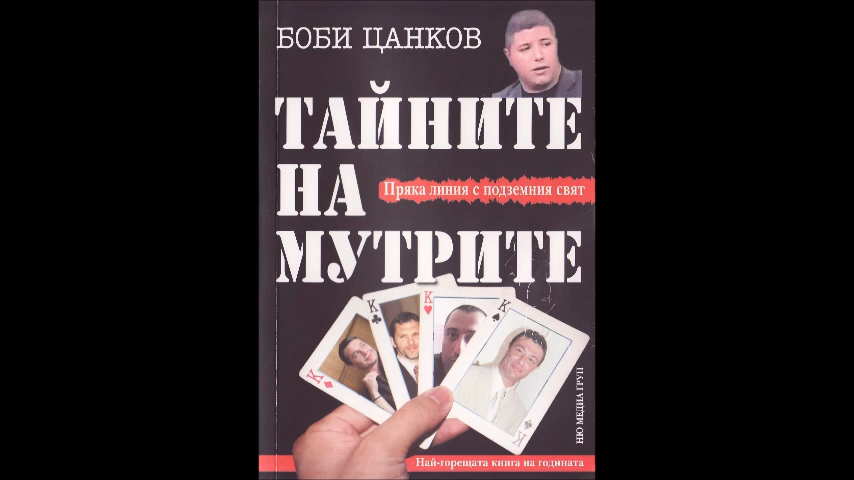 БОБИ ЦАНКОВ
ТАЙНИТЕ
НА
Пряка линия с подземния свят
МУТРИТЕ
K
K
K
K
K
K
НЮ МЕДИА ГРУП
Най-горещата книга на годината